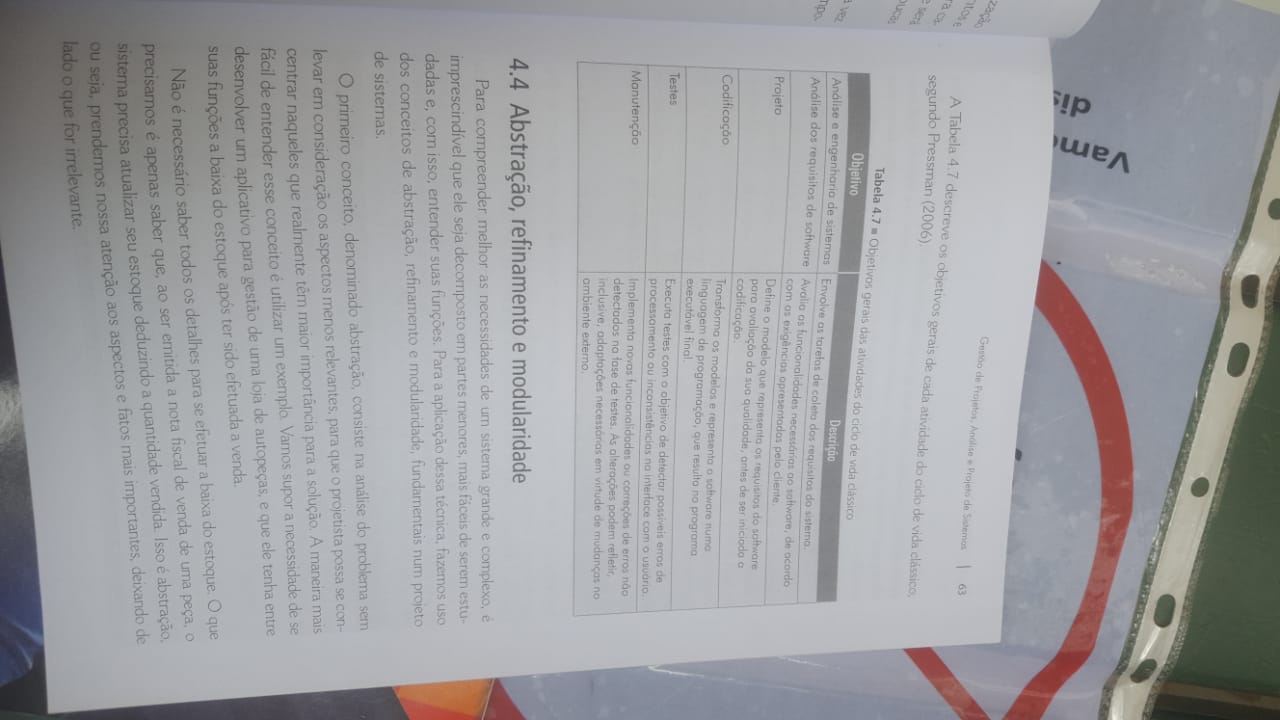 Gestão de Projetos, Análise e Projeto de Sistemas | 63
A Tabela 4.7 descreve os objetivos gerais de cada atividade do ciclo de vida clássico,
segundo Pressman (2006).
Tabela 4.7 ■ Objetivos gerais das atividades do ciclo de vida clássico
Objetivo Descrição
Análise e engenharia de sistemas Envolve as tarefas de coleta dos requisitos do sistema.
Análise dos requisitos de software Avalia as funcionalidades necessárias ao software, de acordo
com as exigências apresentadas pelo cliente.
Projeto Define o modelo que representa os requisitos do software
para avaliação da sua qualidade, antes de ser iniciada a
codificação.
Codificação Transforma os modelos e representa o software numa
linguagem de programação, que resulta no programa
executável final.
Testes Executa testes com o objetivo de detectar possíveis erros de
processamento ou inconsistências na interface com o usuário.
Manutenção Implementa novas funcionalidades ou correções de erros não
detectados na fase de testes. As alterações podem refletir,
inclusive, adaptações necessárias em virtude de mudanças no
ambiente externo.
4.4 Abstração, refinamento e modularidade
Para compreender melhor as necessidades de um sistema grande e complexo, é
imprescindível que ele seja decomposto em partes menores, mais fáceis de serem estu-
dadas e, com isso, entender suas funções. Para a aplicação dessa técnica, fazemos uso
dos conceitos de abstração, refinamento e modularidade, fundamentais num projeto
de sistemas.
O primeiro conceito, denominado abstração, consiste na análise do problema sem
levar em consideração os aspectos menos relevantes, para que o projetista possa se con-
centrar naqueles que realmente têm maior importância para a solução. A maneira mais
fácil de entender esse conceito é utilizar um exemplo. Vamos supor a necessidade de se
desenvolver um aplicativo para gestão de uma loja de autopeças, e que ele tenha entre
suas funções a baixa do estoque após ter sido efetuada a venda.
Não é necessário saber todos os detalhes para se efetuar a baixa do estoque. O que
precisamos é apenas saber que, ao ser emitida a nota fiscal de venda de uma peça, o
sistema precisa atualizar seu estoque deduzindo a quantidade vendida. Isso é abstração,
ou seja, prendemos nossa atenção aos aspectos e fatos mais importantes, deixando de
lado o que for irrelevante.